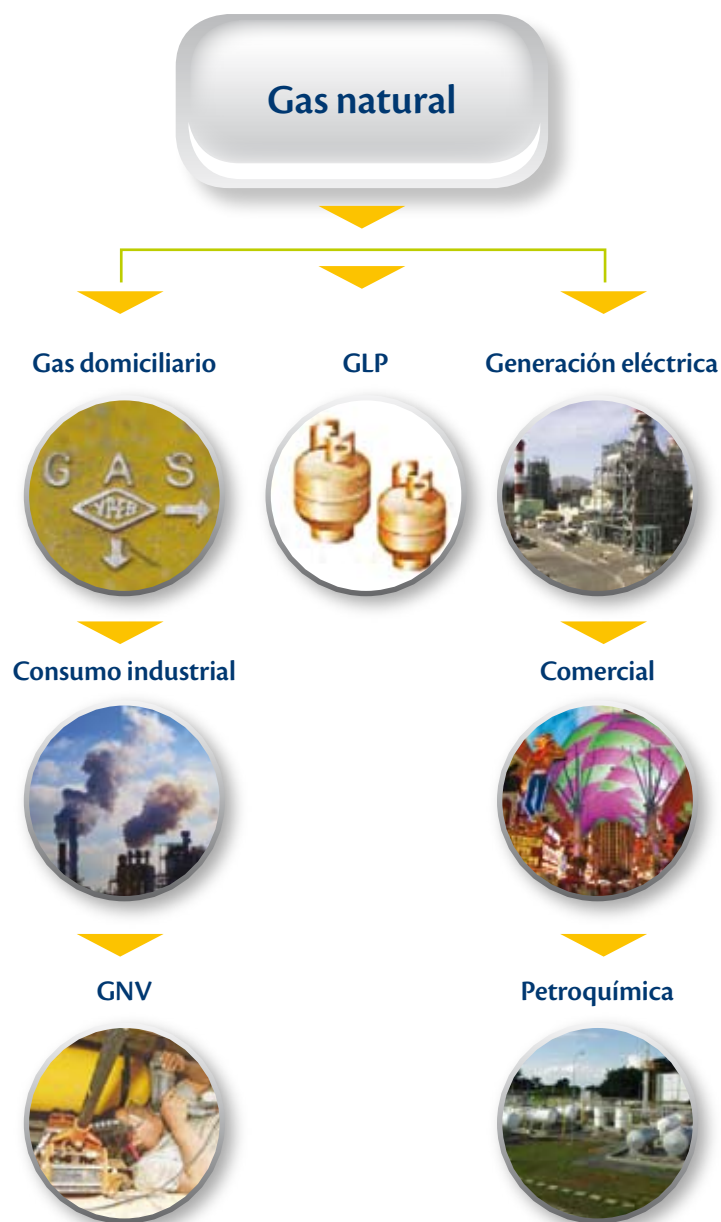 Gas natural
Gas domiciliario
GLP
Generación eléctrica
G A S
YPFB
Consumo industrial
Comercial
GNV
Petroquímica